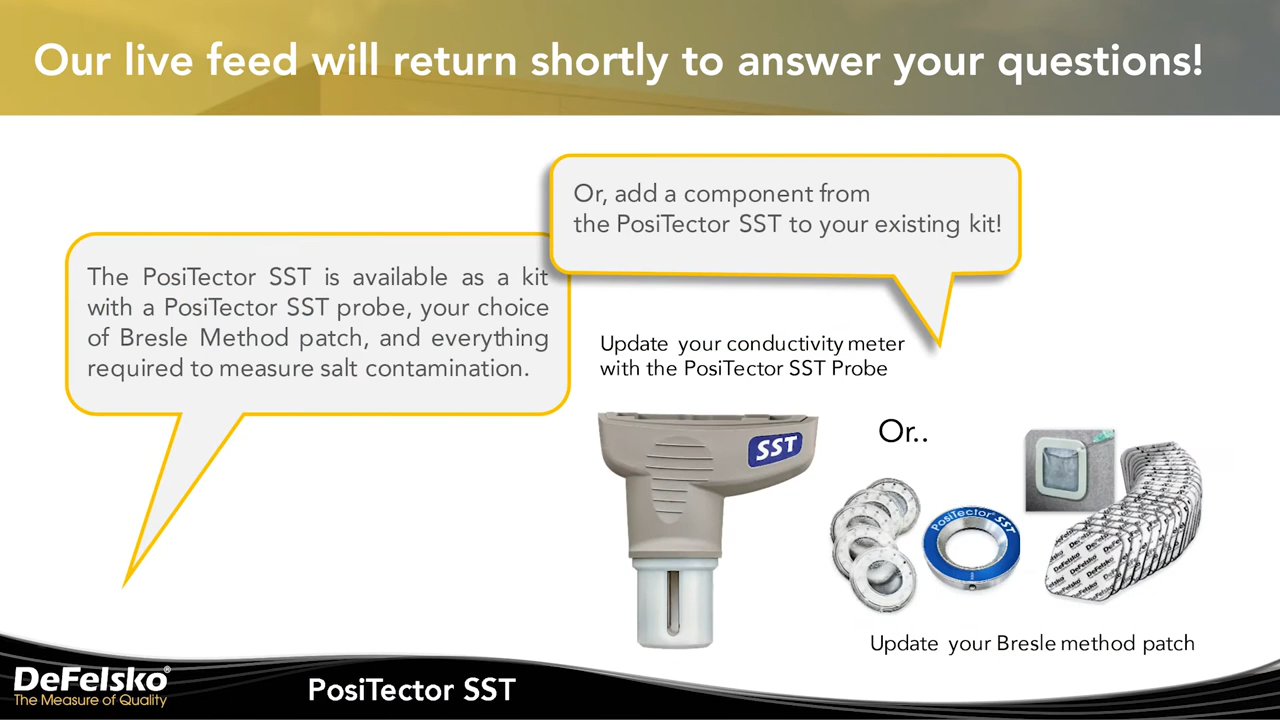 Our live feed will return shortly to answer your questions!
Or, add a component from
the PosiTector SST to your existing kit!
The PosiTector SST is available as a kit
with a PosiTector SST probe, your choice
of Bresle Method patch, and everything
required to measure salt contamination.
Update your conductivity meter
with the PosiTector SST Probe
Or..
SST
PosiTector® SST
DeFelsko
DeFelsko
DeFelsko
Update your Bresle method patch
DeFelsko®
The Measure of Quality
PosiTector SST